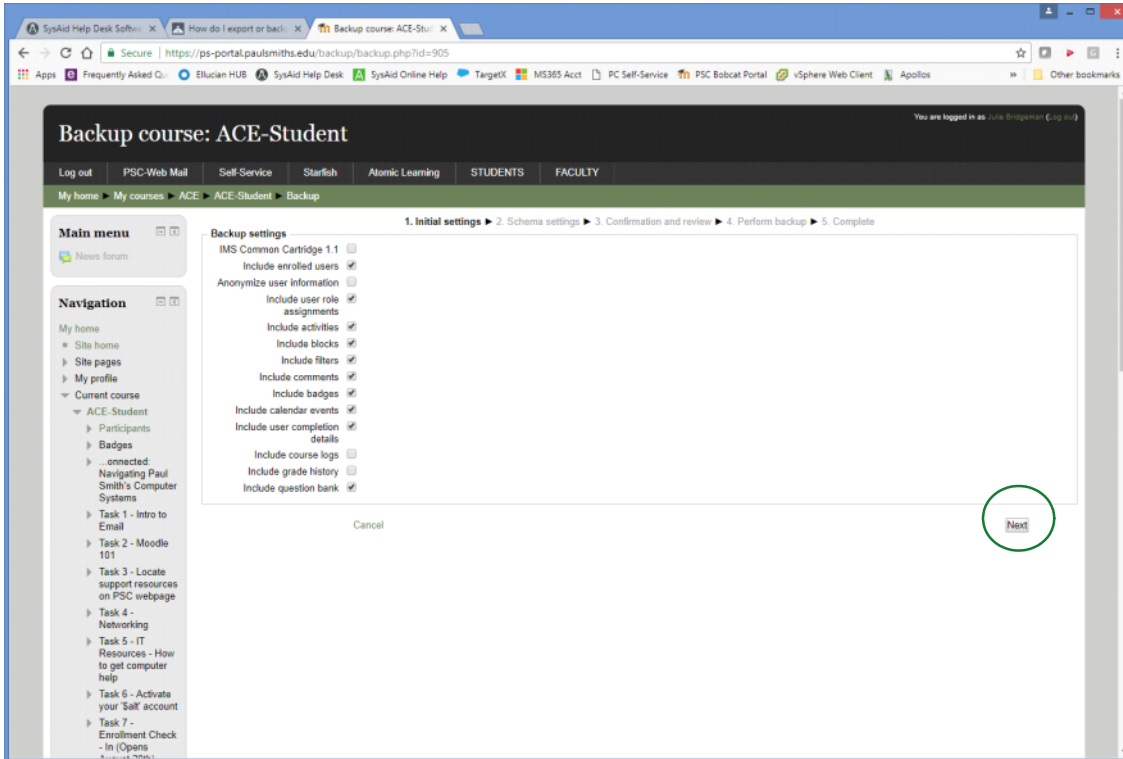 SysAid Help Desk Softwa
How do I export or back
Backup course: ACE-Stud
Secure https://ps-portal.paulsmiths.edu/backup/backup.php?id=905
Apps Frequently Asked Qu Ellucian HUB SysAid Help Desk SysAid Online Help TargetX MS365 Acct PC Self-Service PSC Bobcat Portal vSphere Web Client Apollos » Other bookmarks
You are logged in as Julie Bridgeman (Log out)
Backup course: ACE-Student
Log out PSC-Web Mail Self-Service Starfish Atomic Learning STUDENTS FACULTY
My home ► My courses ► ACE ► ACE-Student ► Backup
1. Initial settings ► 2. Schema settings ► 3. Confirmation and review ► 4. Perform backup ► 5. Complete
Main menu
News forum
Navigation
My home
Site home
Site pages
My profile
Current course
ACE-Student
Participants
Badges
...onnected:
Navigating Paul
Smith's Computer
Systems
Task 1 - Intro to
Email
Task 2 - Moodle
101
Task 3 - Locate
support resources
on PSC webpage
Task 4 -
Networking
Task 5 - IT
Resources - How
to get computer
help
Task 6 - Activate
your '$alt' account
Task 7 -
Enrollment Check
- In (Opens
Backup settings
IMS Common Cartridge 1.1
Include enrolled users
Anonymize user information
Include user role
assignments
Include activities
Include blocks
Include filters
Include comments
Include badges
Include calendar events
Include user completion
details
Include course logs
Include grade history
Include question bank
Cancel
Next